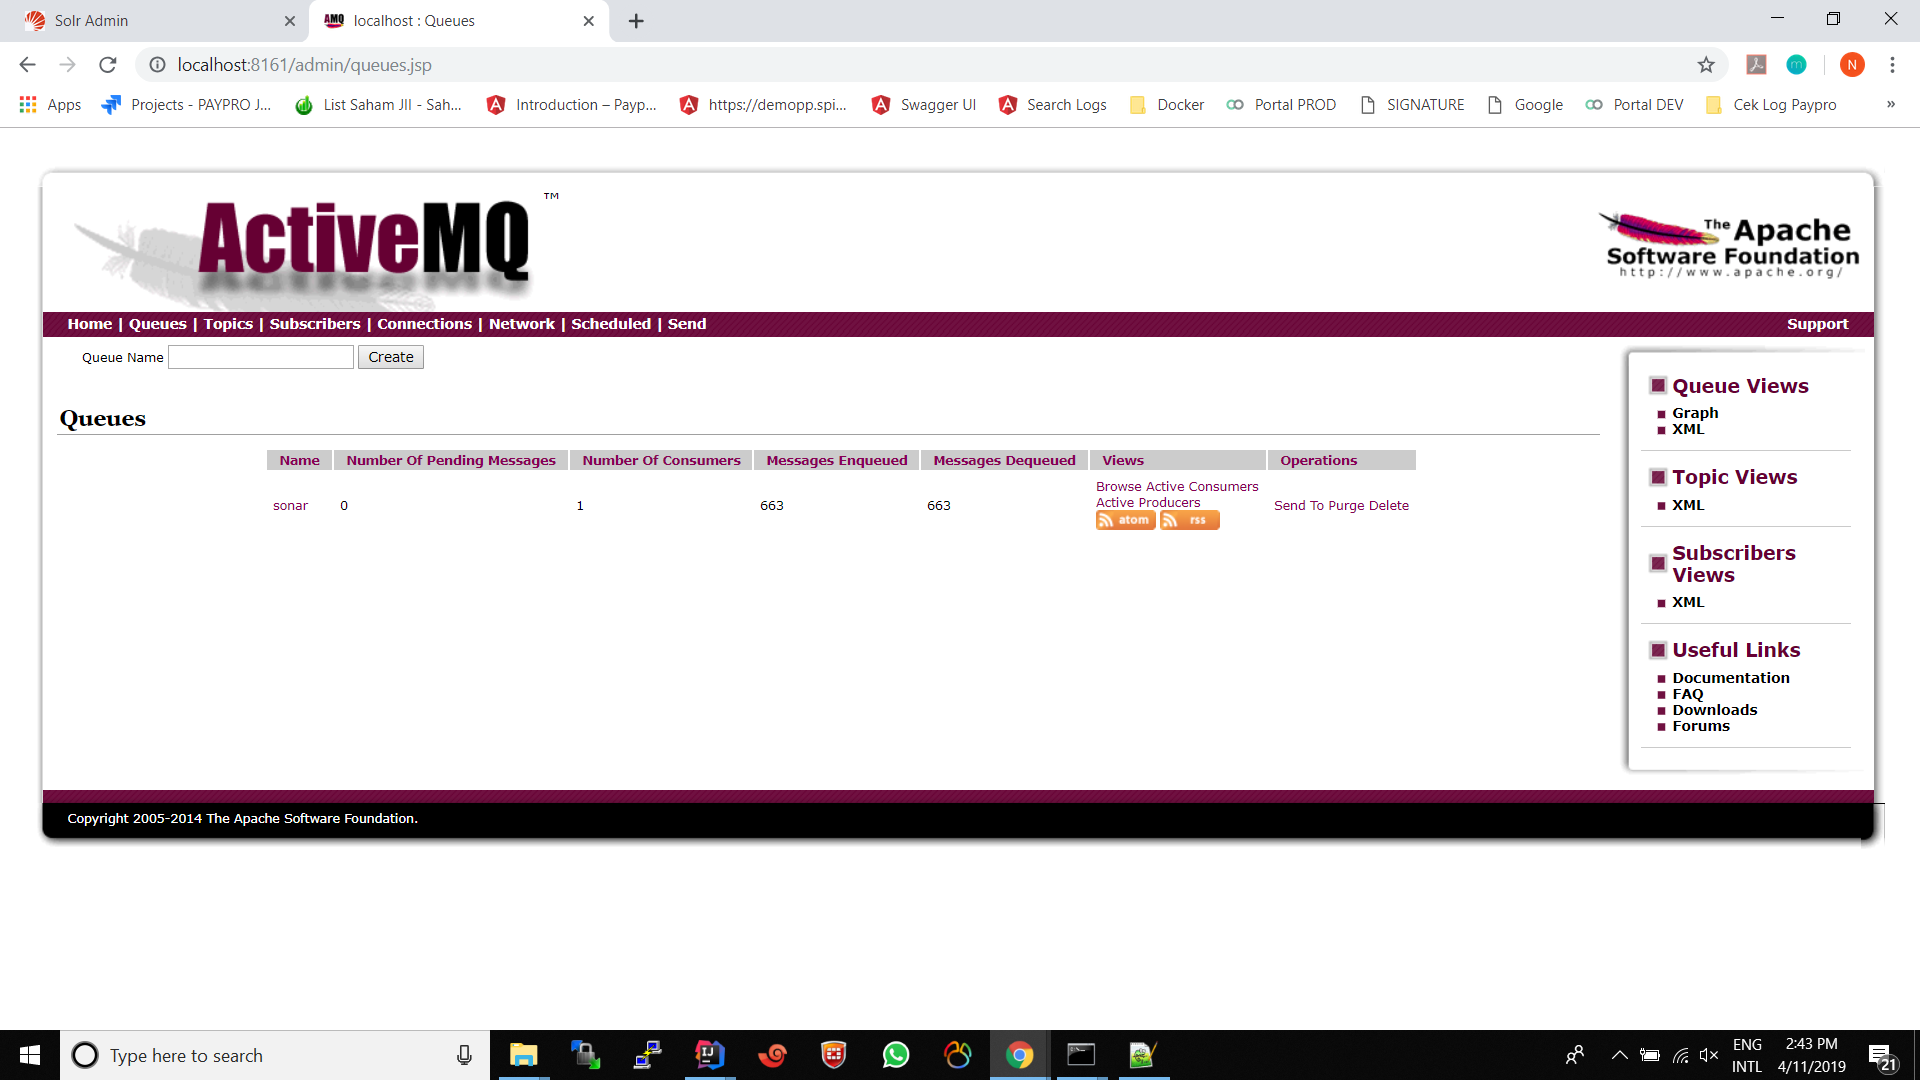 Solr Admin
AMQ localhost : Queues
localhost:8161/admin/queues.jsp
N
Apps Projects - PAYPRO J... List Saham JII - Sah... Introduction – Payp... https://demopp.spi... Swagger UI Search Logs Docker Portal PROD SIGNATURE Google Portal DEV Cek Log Paypro »
ActiveMQ ™
The Apache
Software Foundation
http://www.apache.org/
Home | Queues | Topics | Subscribers | Connections | Network | Scheduled | Send
Support
Queue Name Create
Queues
Name Number Of Pending Messages Number Of Consumers Messages Enqueued Messages Dequeued Views Operations
sonar 0 1 663 663 Browse Active Consumers
Active Producers
atom rss
Send To Purge Delete
Queue Views
Graph
XML
Topic Views
XML
Subscribers
Views
XML
Useful Links
Documentation
FAQ
Downloads
Forums
Copyright 2005-2014 The Apache Software Foundation.
Type here to search
IJ
ENG
INTL
2:43 PM
4/11/2019
21